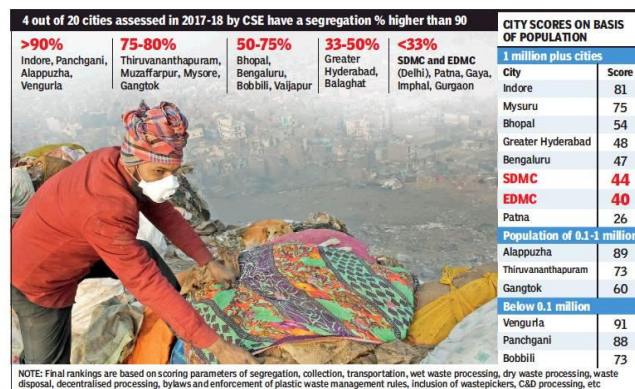 4 out of 20 cities assessed in 2017-18 by CSE have a segregation % higher than 90
>90%
Indore, Panchgani,
Alappuzha,
Vengurla
75-80%
Thiruvananthapuram,
Muzaffarpur, Mysore,
Gangtok
50-75%
Bhopal,
Bengaluru,
Bobbili, Vaijapur
33-50%
Greater
Hyderabad,
Balaghat
<33%
SDMC and EDMC
(Delhi), Patna, Gaya,
Imphal, Gurgaon
CITY SCORES ON BASIS
OF POPULATION
1 million plus cities
City Score
Indore 81
Mysuru 75
Bhopal 54
Greater Hyderabad 48
Bengaluru 47
SDMC 44
EDMC 40
Patna 26
Population of 0.1-1 million
Alappuzha 89
Thiruvananthapuram 73
Gangtok 60
Below 0.1 million
Vengurla 91
Panchgani 88
Bobbili 73
NOTE: Final rankings are based on scoring parameters of segregation, collection, transportation, wet waste processing, dry waste processing, waste
disposal, decentralised processing, bylaws and enforcement of plastic waste management rules, inclusion of wastepickers, C&D processing, etc